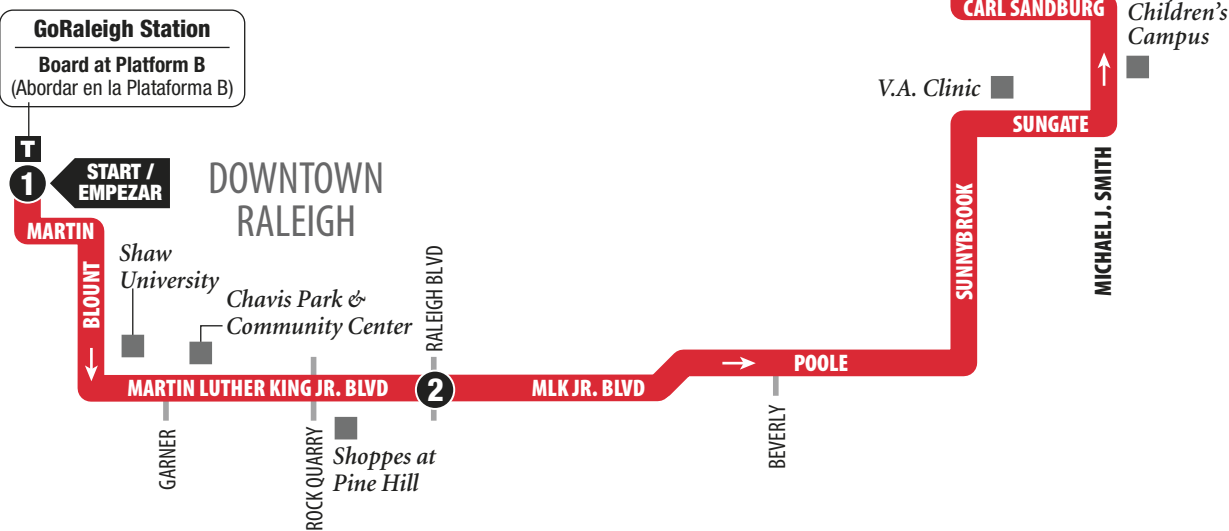 GoRaleigh Station
Board at Platform B
(Abordar en la Plataforma B)
T
1
START /
EMPEZAR
DOWNTOWN
RALEIGH
MARTIN
BLOUNT
Shaw
University
Chavis Park &
Community Center
RALEIGH BLVD
MARTIN LUTHER KING JR. BLVD
2
MLK JR. BLVD
POOLE
GARNER
ROCK QUARRY
Shoppes at
Pine Hill
BEVERLY
SUNNYBROOK
V.A. Clinic
SUNGATE
MICHAEL J. SMITH
CARL SANDBURG
Children's
Campus